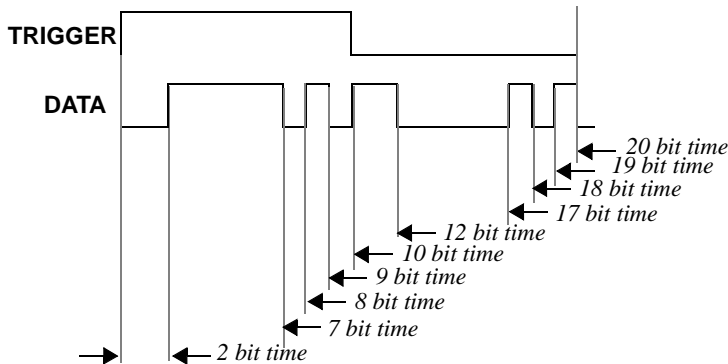 TRIGGER
DATA
20 bit time
19 bit time
18 bit time
17 bit time
12 bit time
10 bit time
9 bit time
8 bit time
7 bit time
2 bit time